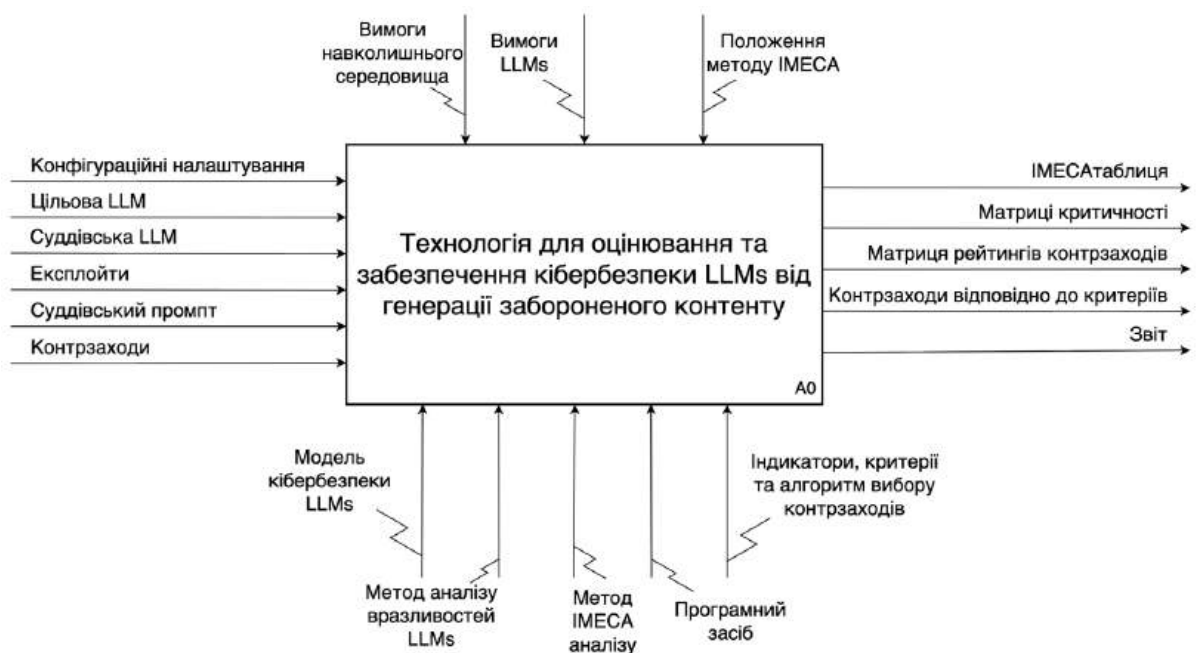 Вимоги
навколишнього
середовища
Вимоги
LLMs
Положення
методу IMECA
Конфігураційні налаштування
Цільова LLM
Суддівська LLM
Експлойти
Суддівський промпт
Контрзаходи
Технологія для оцінювання та
забезпечення кібербезпеки LLMs від
генерації забороненого контенту
A0
IMECAтаблиця
Матриці критичності
Матриця рейтингів контрзаходів
Контрзаходи відповідно до критеріїв
Звіт
Модель
кібербезпеки
LLMs
Метод аналізу
вразливостей
LLMs
Метод
IMECA
аналізу
Програмний
засіб
Індикатори, критерії
та алгоритм вибору
контрзаходів